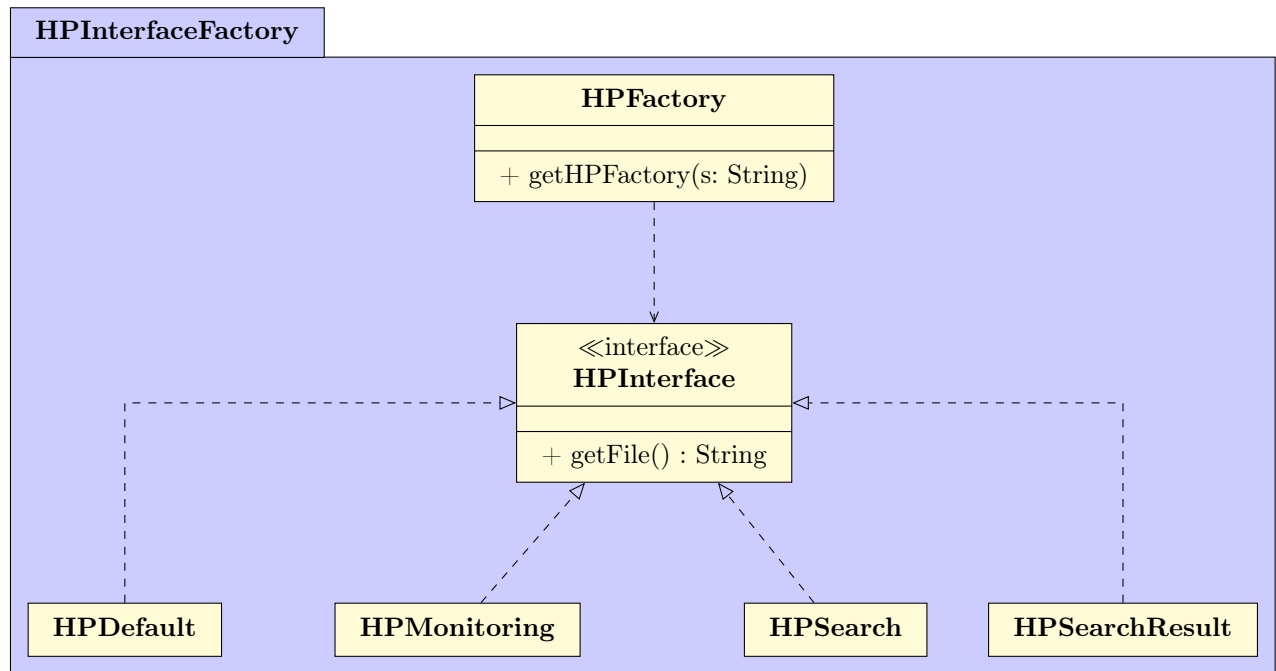 HPInterfaceFactory
HPFactory
+ getHPFactory(s: String)
≪interface≫
HPInterface
+ getFile() : String
HPDefault
HPMonitoring
HPSearch
HPSearchResult